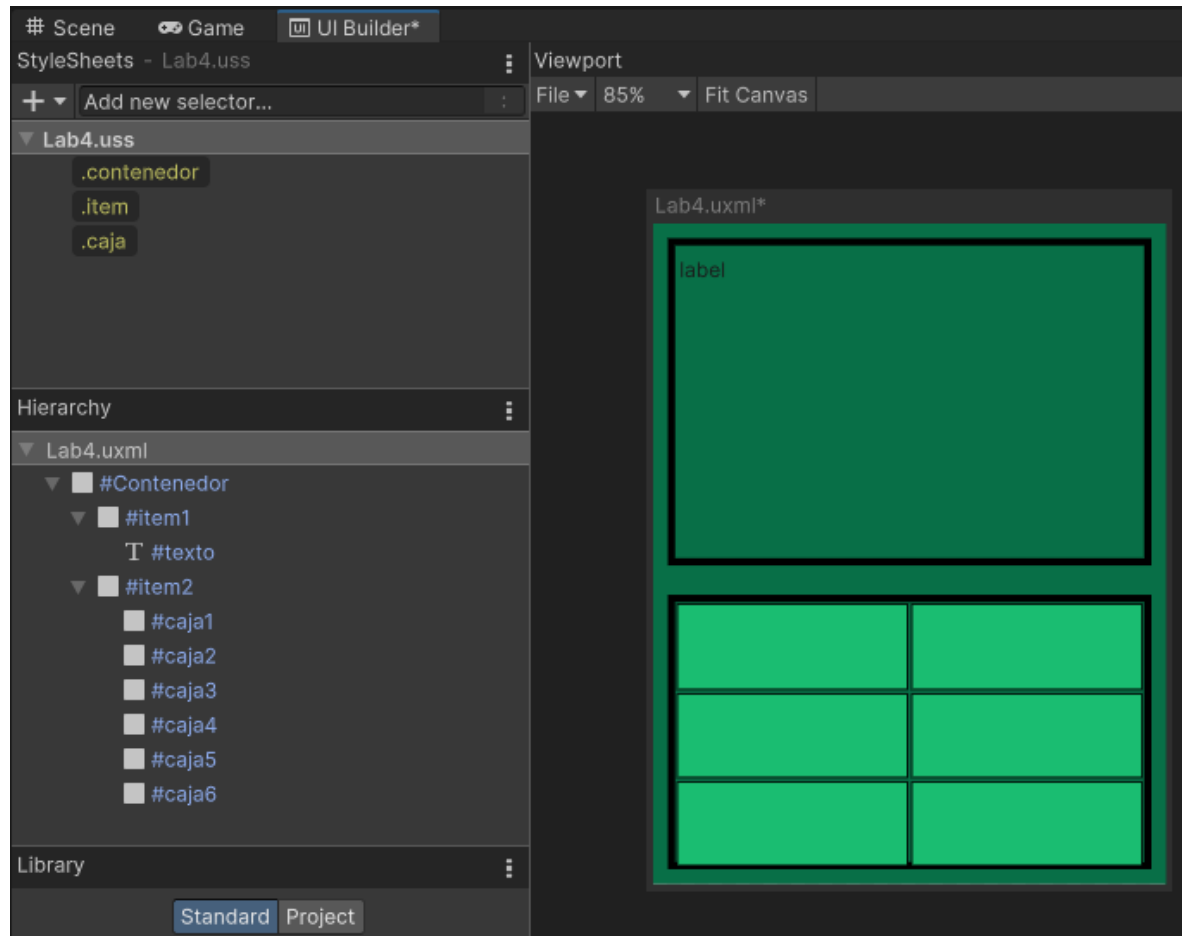 Scene Game UI Builder*
StyleSheets - Lab4.uss
Add new selector...
Lab4.uss
.contenedor
.item
.caja
Hierarchy
Lab4.uxml
#Contenedor
#item1
T #texto
#item2
#caja1
#caja2
#caja3
#caja4
#caja5
#caja6
Library
Standard Project
Viewport
File 85% Fit Canvas
Lab4.uxml*
label